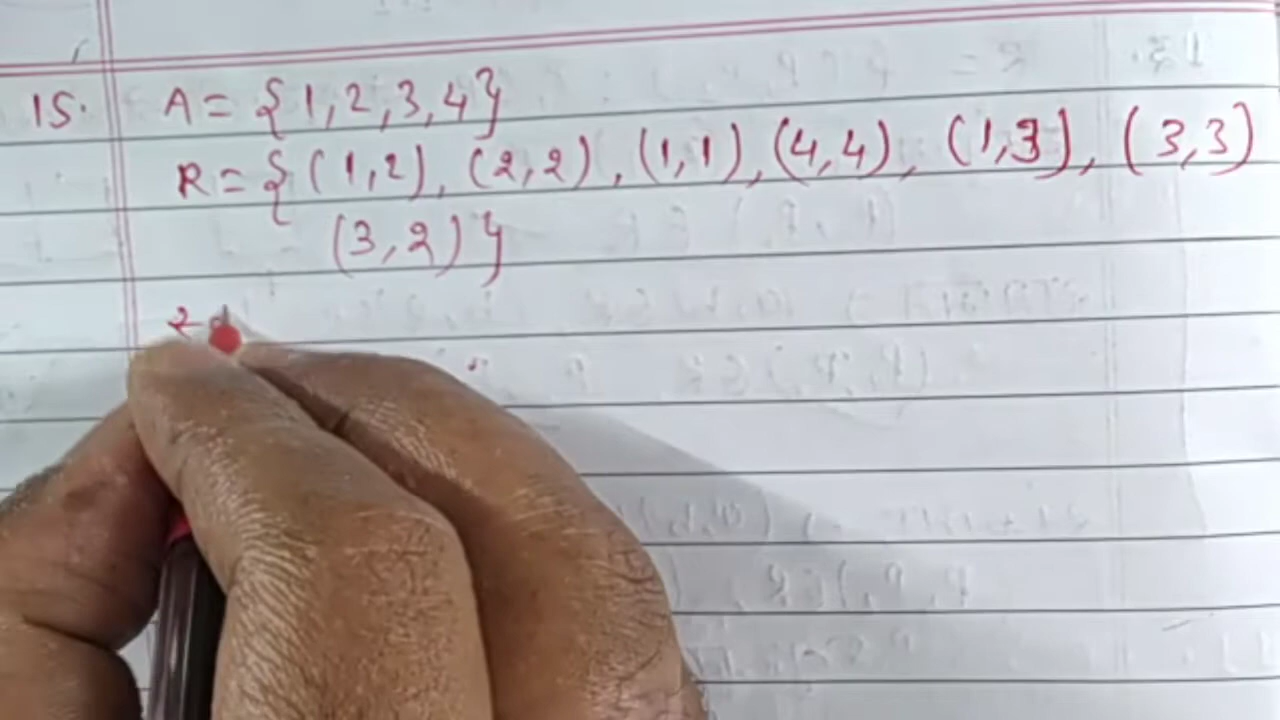 15. A = {1,2,3,4}
R = {(1,2), (2,2), (1,1), (4,4), (1,3), (3,3)
(3,2)}